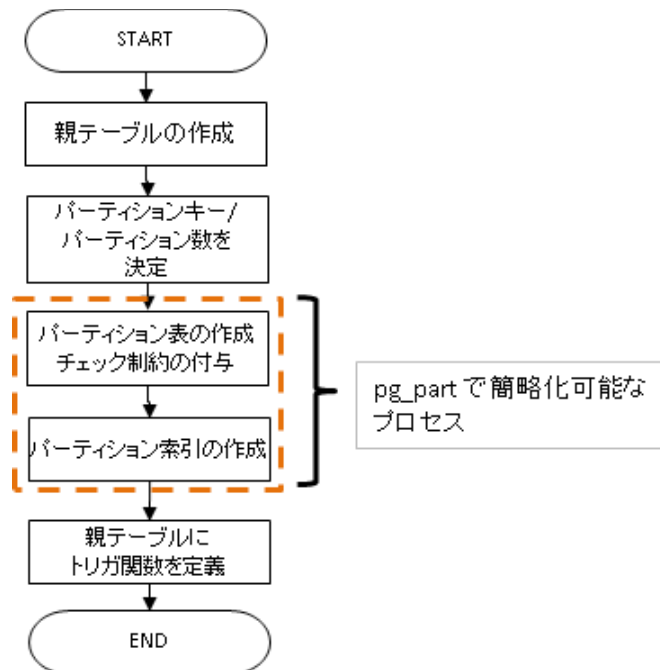 START
親テーブルの作成
パーティションキー/
パーティション数を
決定
パーティション表の作成
チェック制約の付与
パーティション索引の作成
pg_part で簡略化可能な
プロセス
親テーブルに
トリガ関数を定義
END